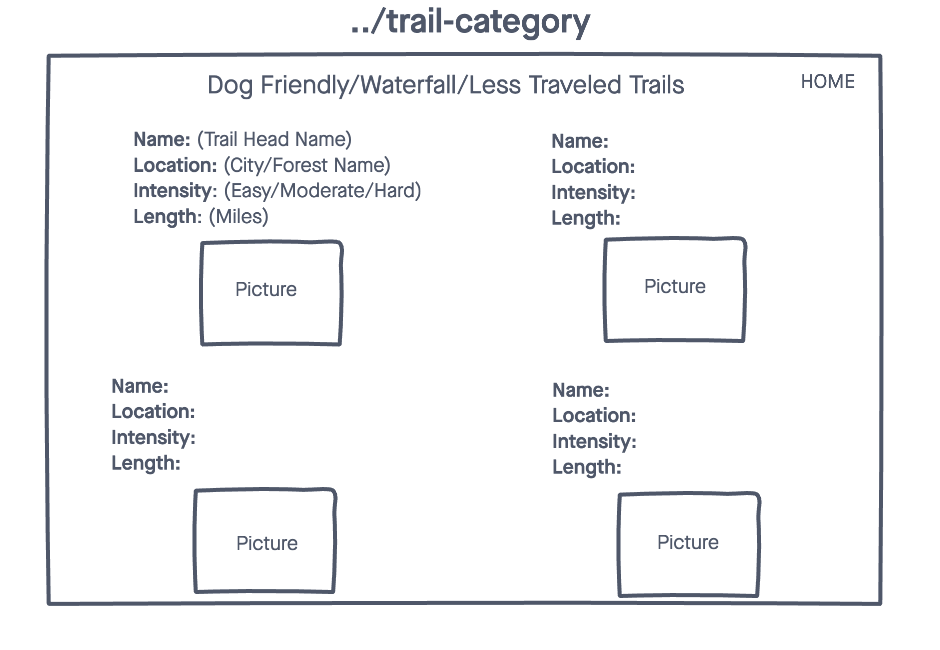 ../trail-category
Dog Friendly/Waterfall/Less Traveled Trails
HOME
Name: (Trail Head Name)
Location: (City/Forest Name)
Intensity: (Easy/Moderate/Hard)
Length: (Miles)
Picture
Name:
Location:
Intensity:
Length:
Picture
Name:
Location:
Intensity:
Length:
Picture
Name:
Location:
Intensity:
Length:
Picture